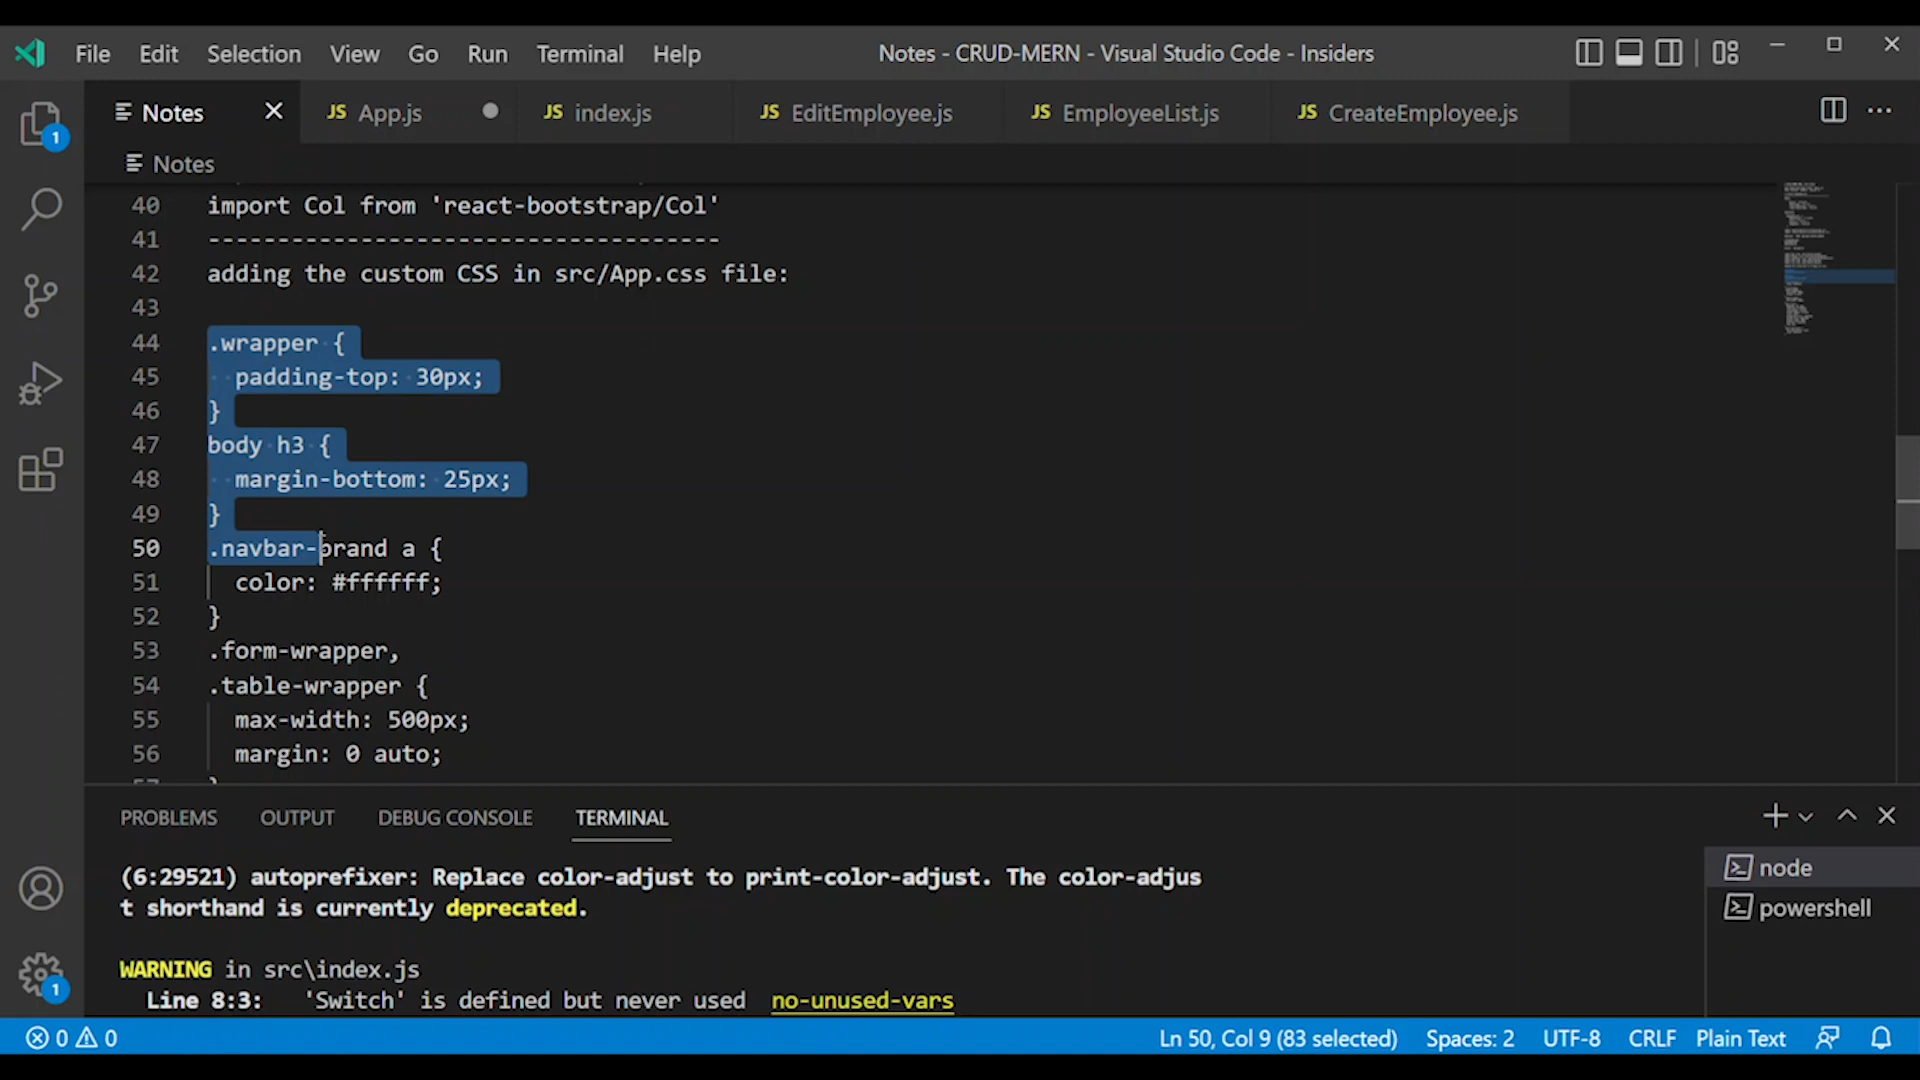 File Edit Selection View Go Run Terminal Help Notes - CRUD-MERN - Visual Studio Code - Insiders
Notes JS App.js JS index.js JS EditEmployee.js JS EmployeeList.js JS CreateEmployee.js
1
Notes
40 import Col from 'react-bootstrap/Col'
41 -------------------------------------
42 adding the custom CSS in src/App.css file:
43
44 .wrapper {
45 padding-top: 30px;
46 }
47 body h3 {
48 margin-bottom: 25px;
49 }
50 .navbar-brand a {
51 color: #ffffff;
52 }
53 .form-wrapper,
54 .table-wrapper {
55 max-width: 500px;
56 margin: 0 auto;
PROBLEMS OUTPUT DEBUG CONSOLE TERMINAL
(6:29521) autoprefixer: Replace color-adjust to print-color-adjust. The color-adjus
t shorthand is currently deprecated.
WARNING in src\index.js
Line 8:3: 'Switch' is defined but never used no-unused-vars
node
powershell
1
0 0 Ln 50, Col 9 (83 selected) Spaces: 2 UTF-8 CRLF Plain Text